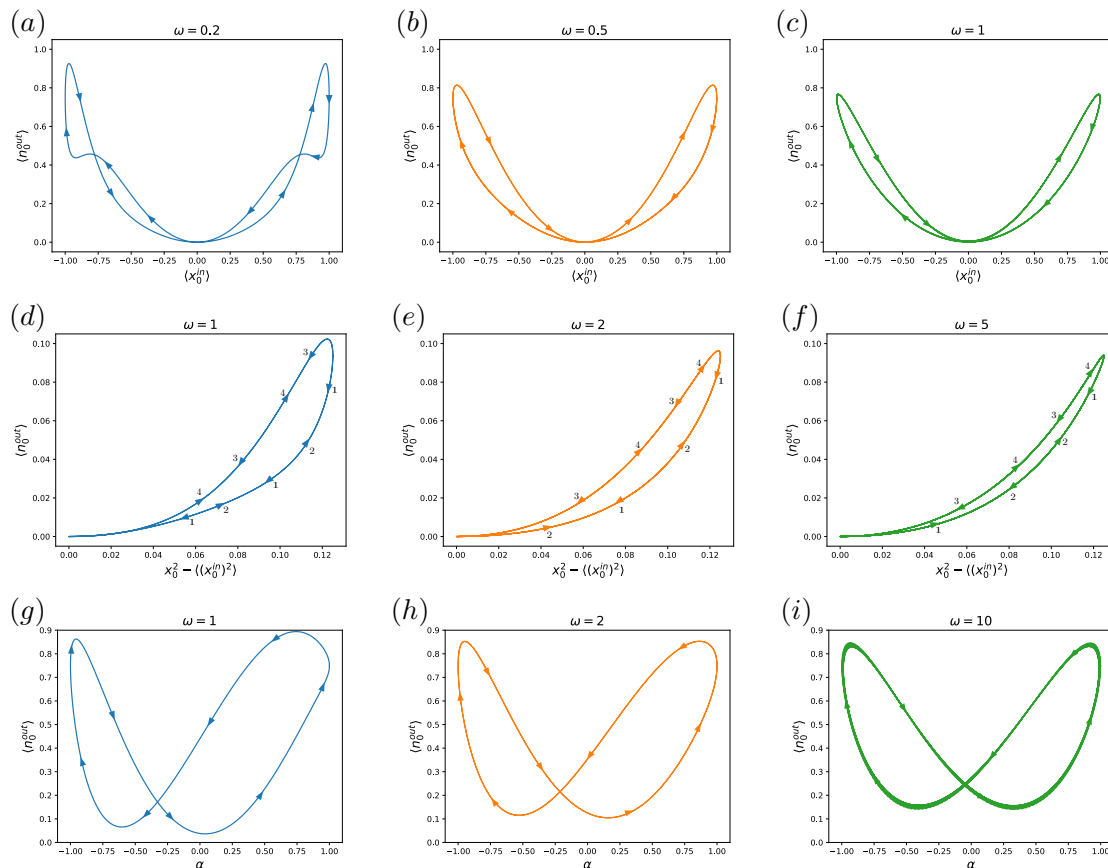 (a) ω = 0.2
(b) ω = 0.5
(c) ω = 1
1.0 0.8 0.6 0.4 0.2 0.0
⟨n₀ᵒᵘᵗ⟩
−1.00 −0.75 −0.50 −0.25 0.00 0.25 0.50 0.75 1.00
⟨x₀ⁱⁿ⟩
1.0 0.8 0.6 0.4 0.2 0.0
⟨n₀ᵒᵘᵗ⟩
−1.00 −0.75 −0.50 −0.25 0.00 0.25 0.50 0.75 1.00
⟨x₀ⁱⁿ⟩
1.0 0.8 0.6 0.4 0.2 0.0
⟨n₀ᵒᵘᵗ⟩
−1.00 −0.75 −0.50 −0.25 0.00 0.25 0.50 0.75 1.00
⟨x₀ⁱⁿ⟩
(d) ω = 1
(e) ω = 2
(f) ω = 5
0.10 0.08 0.06 0.04 0.02 0.00
⟨n₀ᵒᵘᵗ⟩
3 4 1 2 3 1 4 2 1
0.00 0.02 0.04 0.06 0.08 0.10 0.12
x₀² − ⟨(x₀ⁱⁿ)²⟩
0.10 0.08 0.06 0.04 0.02 0.00
⟨n₀ᵒᵘᵗ⟩
4 1 3 4 2 3 1 2
0.00 0.02 0.04 0.06 0.08 0.10 0.12
x₀² − ⟨(x₀ⁱⁿ)²⟩
0.10 0.08 0.06 0.04 0.02 0.00
⟨n₀ᵒᵘᵗ⟩
4 1 3 2 4 2 3 1
0.00 0.02 0.04 0.06 0.08 0.10 0.12
x₀² − ⟨(x₀ⁱⁿ)²⟩
(g) ω = 1
(h) ω = 2
(i) ω = 10
0.9 0.8 0.7 0.6 0.5 0.4 0.3 0.2 0.1 0.0
⟨n₀ᵒᵘᵗ⟩
−1.00 −0.75 −0.50 −0.25 0.00 0.25 0.50 0.75 1.00
α
0.9 0.8 0.7 0.6 0.5 0.4 0.3 0.2 0.1 0.0
⟨n₀ᵒᵘᵗ⟩
−1.00 −0.75 −0.50 −0.25 0.00 0.25 0.50 0.75 1.00
α
0.9 0.8 0.7 0.6 0.5 0.4 0.3 0.2 0.1 0.0
⟨n₀ᵒᵘᵗ⟩
−1.00 −0.75 −0.50 −0.25 0.00 0.25 0.50 0.75 1.00
α